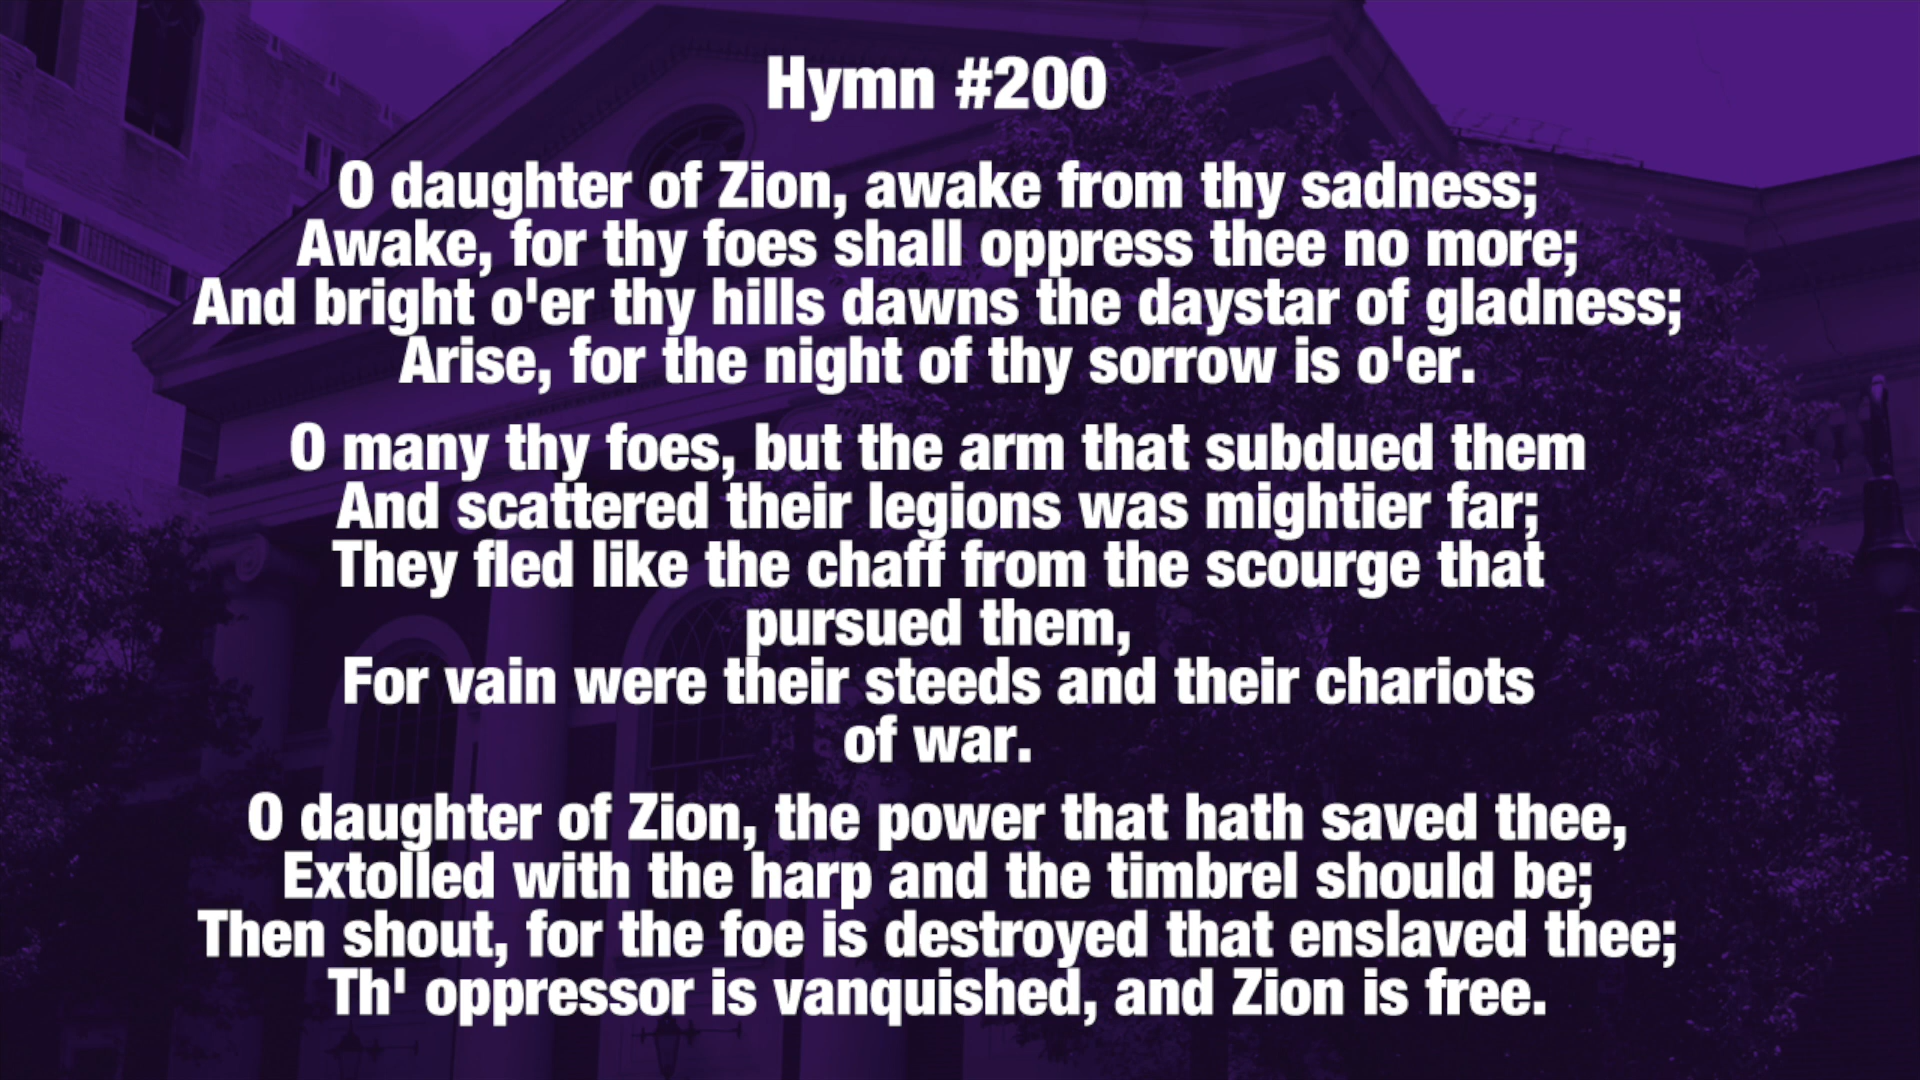 Hymn #200
O daughter of Zion, awake from thy sadness;
Awake, for thy foes shall oppress thee no more;
And bright o'er thy hills dawns the daystar of gladness;
Arise, for the night of thy sorrow is o'er.
O many thy foes, but the arm that subdued them
And scattered their legions was mightier far;
They fled like the chaff from the scourge that
pursued them,
For vain were their steeds and their chariots
of war.
O daughter of Zion, the power that hath saved thee,
Extolled with the harp and the timbrel should be;
Then shout, for the foe is destroyed that enslaved thee;
Th' oppressor is vanquished, and Zion is free.